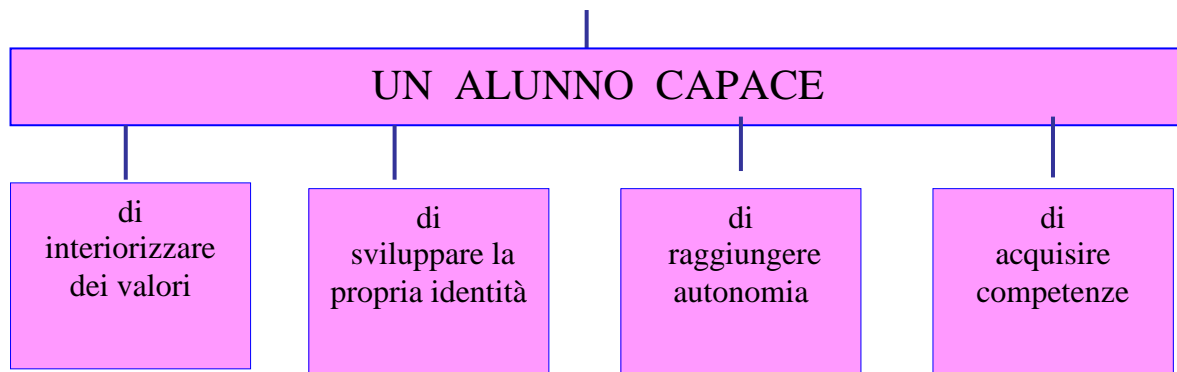 UN ALUNNO CAPACE
di
interiorizzare
dei valori
di
sviluppare la
propria identità
di
raggiungere
autonomia
di
acquisire
competenze